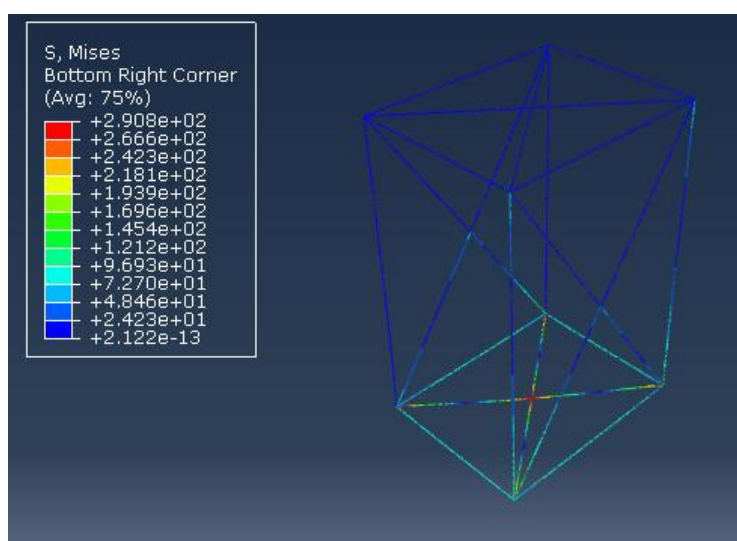 S, Mises
Bottom Right Corner
(Avg: 75%)
+2.908e+02
+2.666e+02
+2.423e+02
+2.181e+02
+1.939e+02
+1.696e+02
+1.454e+02
+1.212e+02
+9.693e+01
+7.270e+01
+4.846e+01
+2.423e+01
+2.122e-13